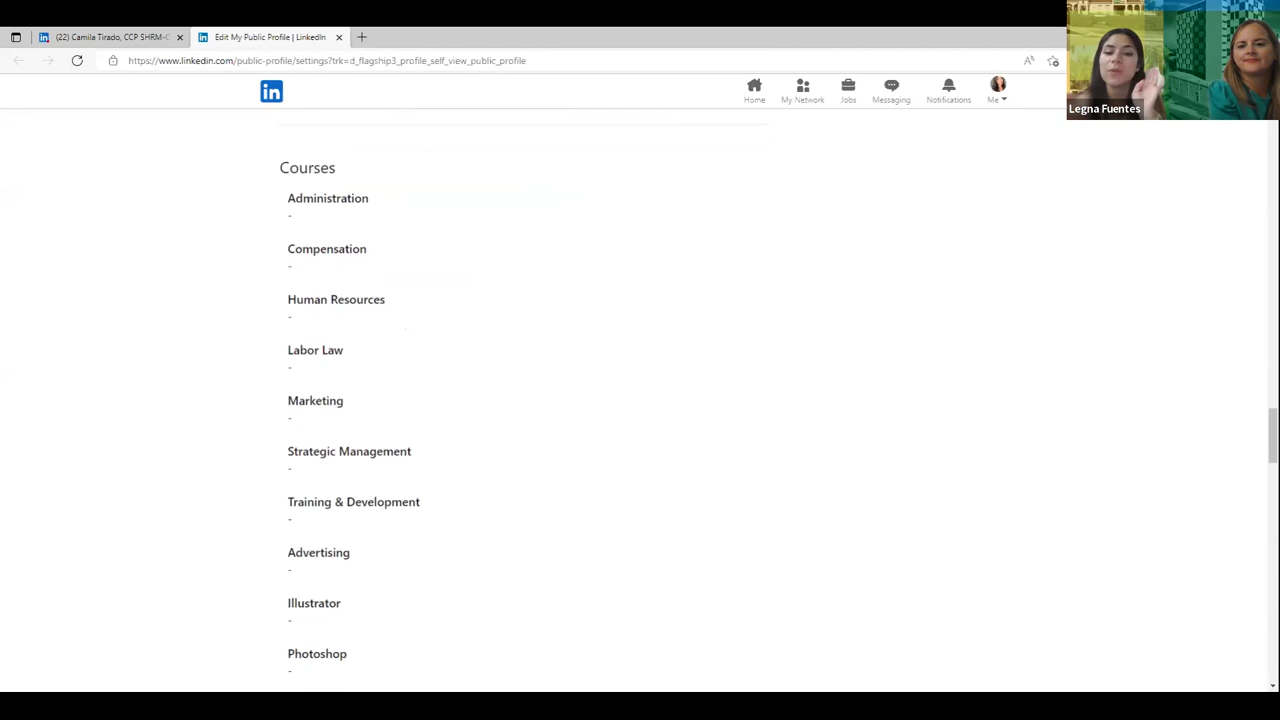 (22) Camila Tirado, CCP SHRM-C
Edit My Public Profile | LinkedIn
https://www.linkedin.com/public-profile/settings?trk=d_flagship3_profile_self_view_public_profile
in
Home
My Network
Jobs
Messaging
Notifications
Me
Legna Fuentes
Courses
Administration
-
Compensation
-
Human Resources
-
Labor Law
-
Marketing
-
Strategic Management
-
Training & Development
-
Advertising
-
Illustrator
-
Photoshop
-